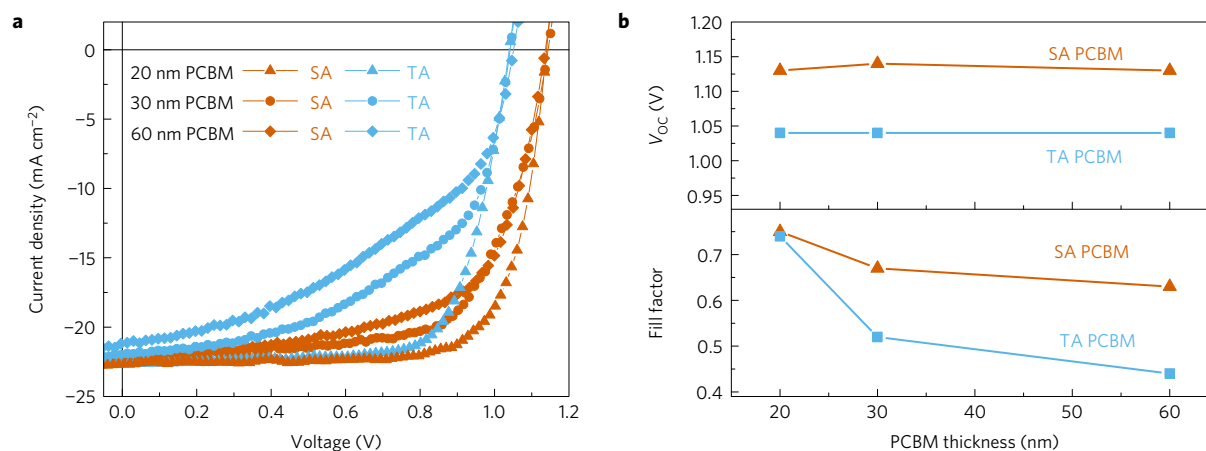 a
0
−5
−10
−15
−20
−25
Current density (mA cm−2)
20 nm PCBM SA TA
30 nm PCBM SA TA
60 nm PCBM SA TA
0.0 0.2 0.4 0.6 0.8 1.0 1.2
Voltage (V)
b
1.20
1.15
1.05
1.00
0.95
VOC (V)
SA PCBM
TA PCBM
0.7
0.6
0.5
0.4
Fill factor
SA PCBM
TA PCBM
20 30 40 50 60
PCBM thickness (nm)